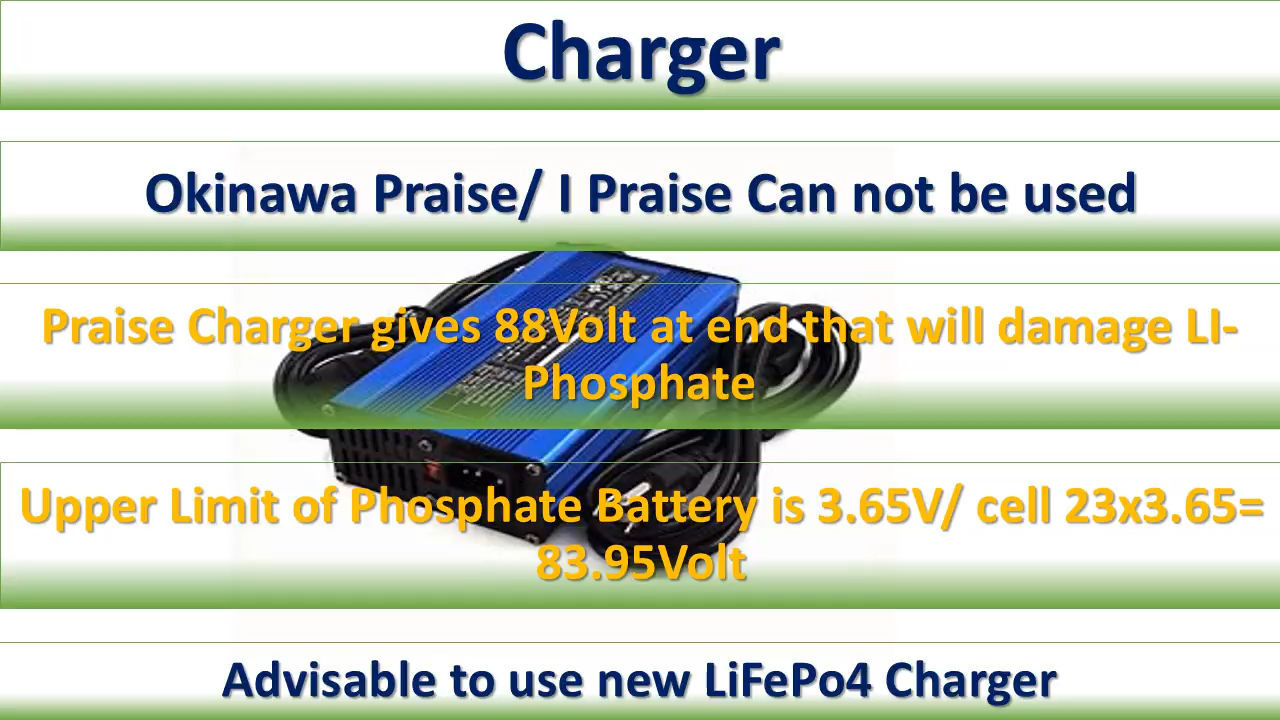 Charger
Okinawa Praise/ I Praise Can not be used
Praise Charger gives 88Volt at end that will damage LI-
Phosphate
Upper Limit of Phosphate Battery is 3.65V/ cell 23x3.65=
83.95Volt
Advisable to use new LiFePo4 Charger